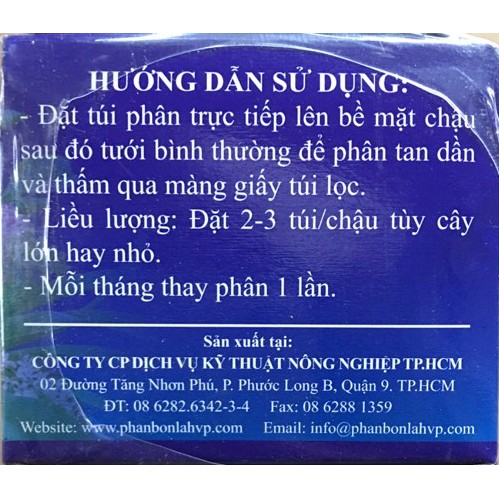 HƯỚNG DẪN SỬ DỤNG:
- Đặt túi phân trực tiếp lên bề mặt chậu
sau đó tưới bình thường để phân tan dần
và thấm qua màng giấy túi lọc.
- Liều lượng: Đặt 2-3 túi/chậu tùy cây
lớn hay nhỏ.
- Mỗi tháng thay phân 1 lần.
Sản xuất tại:
CÔNG TY CP DỊCH VỤ KỸ THUẬT NÔNG NGHIỆP TP.HCM
02 Đường Tăng Nhơn Phú, P. Phước Long B, Quận 9. TP.HCM
ĐT: 08 6282.6342-3-4 Fax: 08 6288 1359
Website: www.phanbonlahvp.com Email: info@phanbonlahvp.com